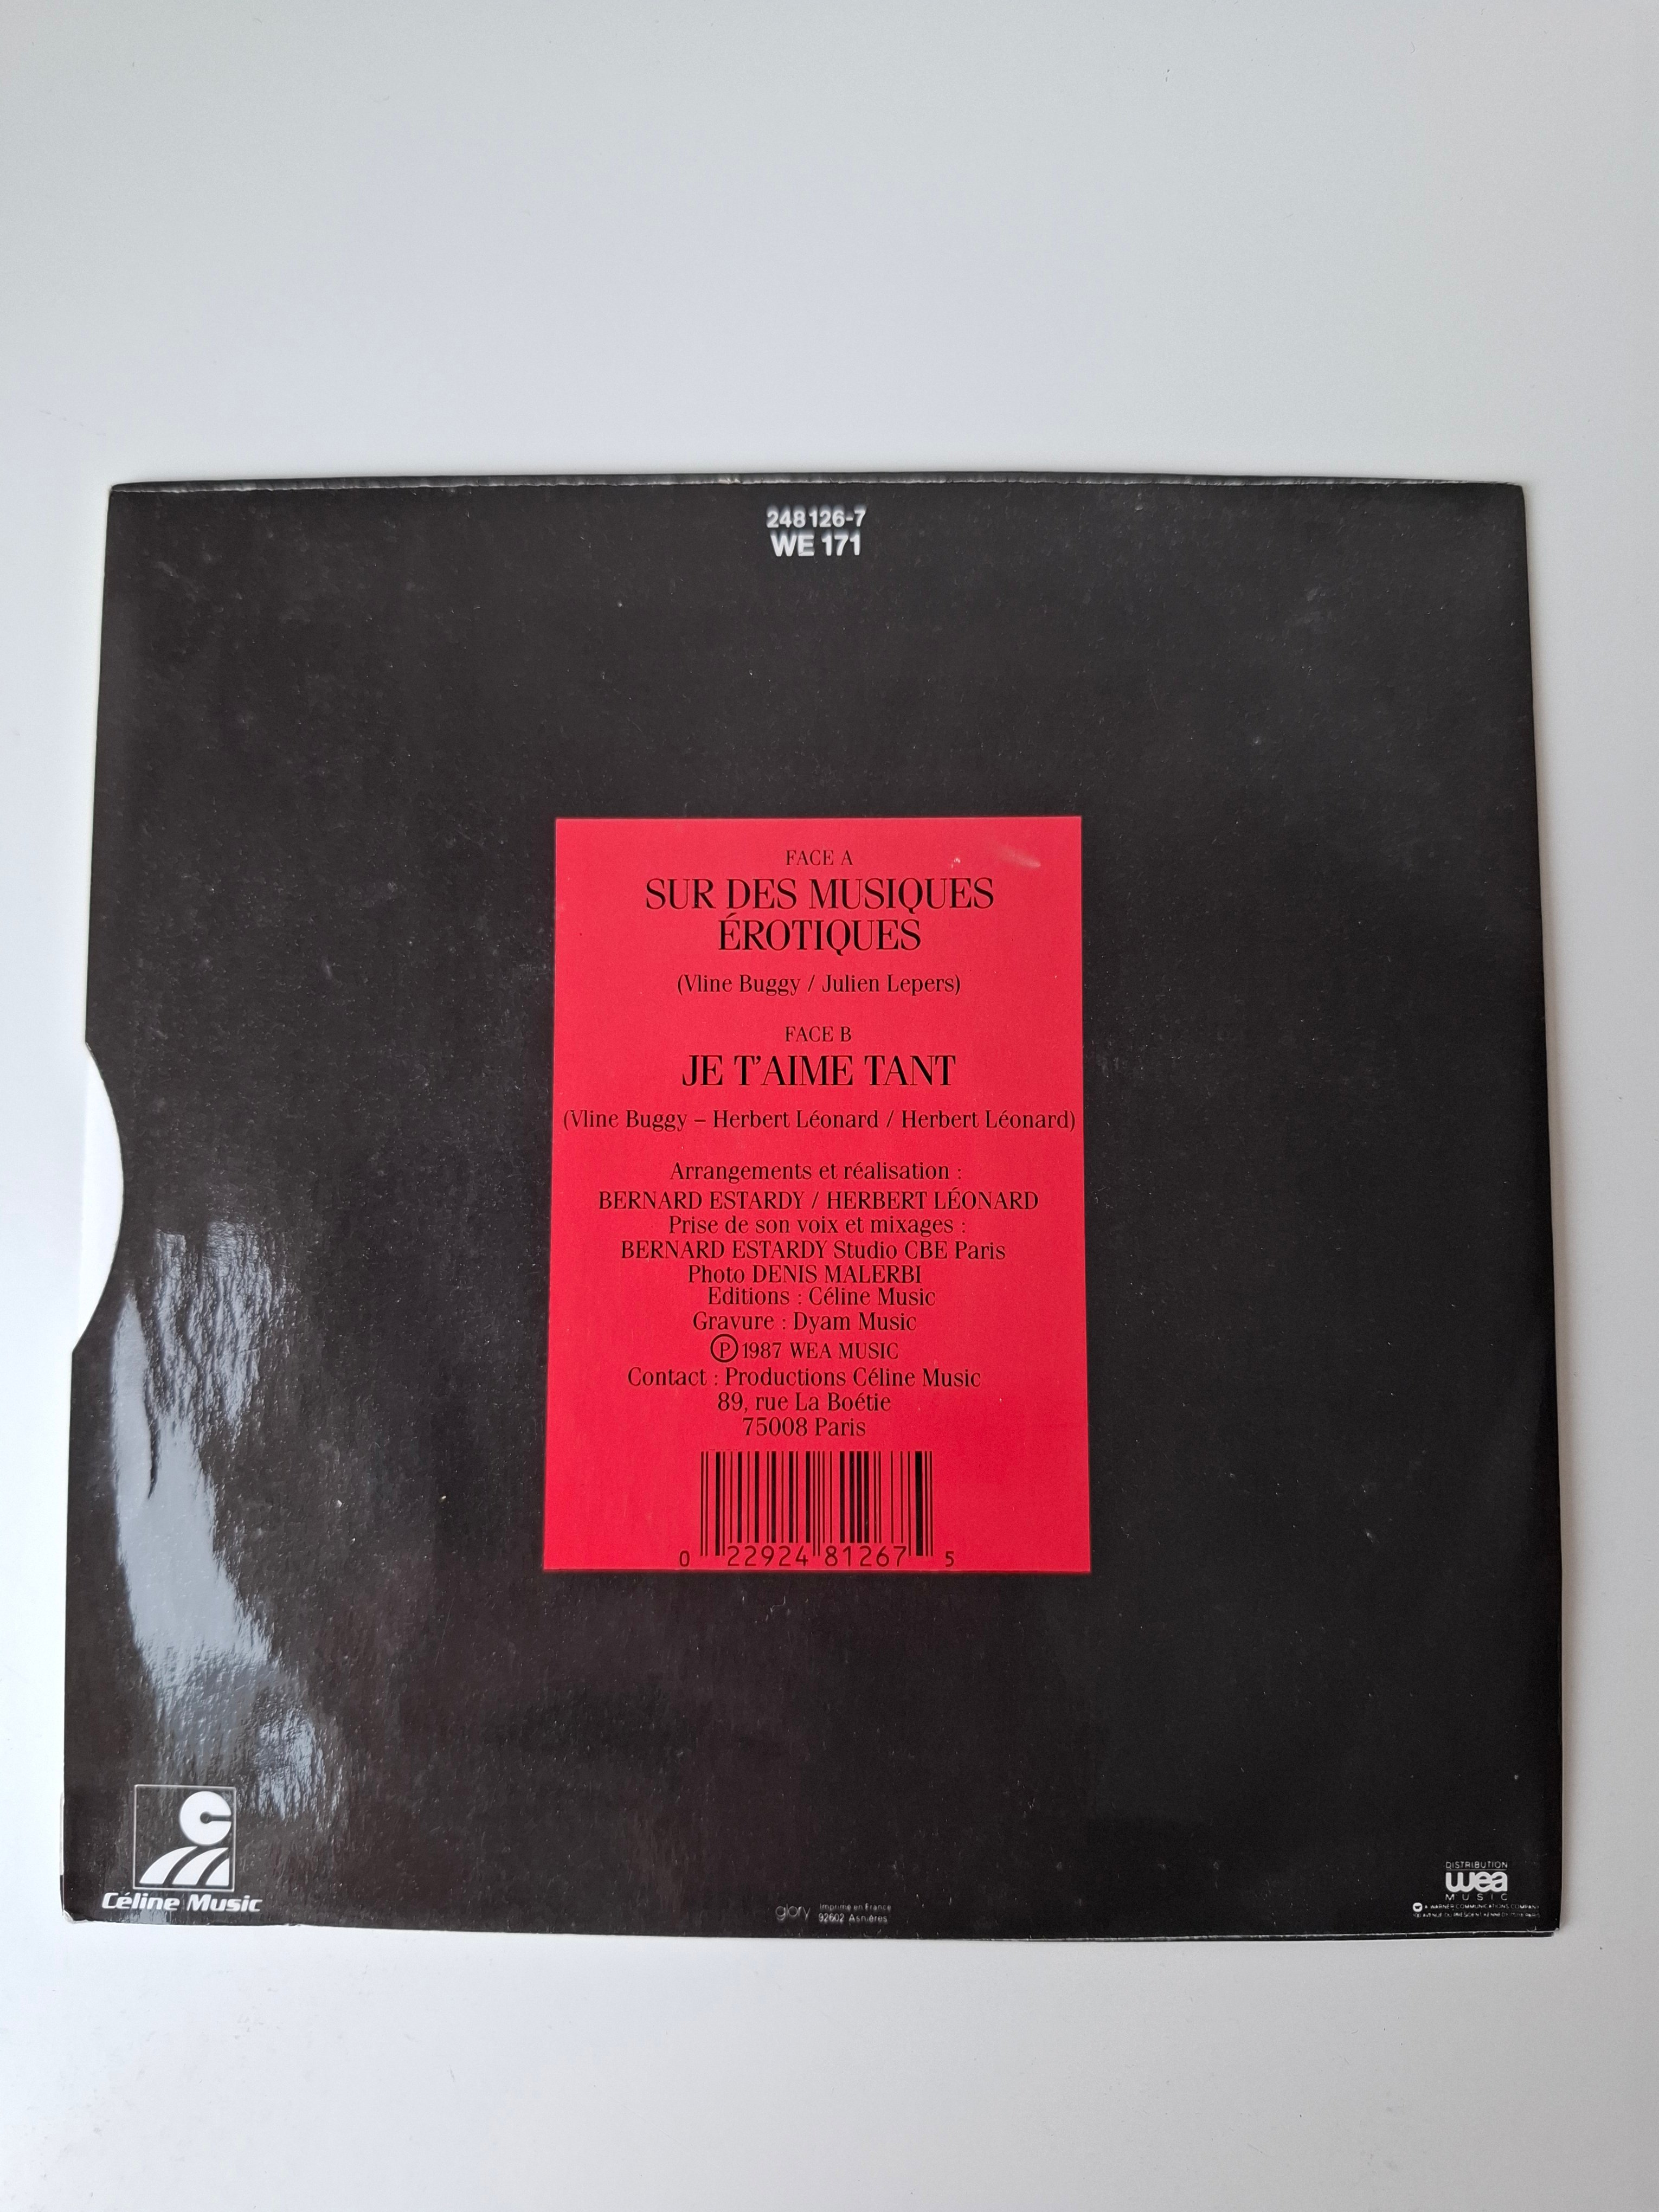 248126-7
WE 171
FACE A
SUR DES MUSIQUES
ÉROTIQUES
(Vline Buggy / Julien Lepers)
FACE B
JE T'AIME TANT
(Vline Buggy – Herbert Léonard / Herbert Léonard)
Arrangements et réalisation :
BERNARD ESTARDY / HERBERT LÉONARD
Prise de son voix et mixages :
BERNARD ESTARDY Studio CBE Paris
Photo DENIS MALERBI
Editions : Céline Music
Gravure : Dyam Music
Ⓟ 1987 WEA MUSIC
Contact : Productions Céline Music
89, rue La Boétie
75008 Paris
0 22924 81267 5
C
Céline Music
glory
Imprimé en France
92602 Asnières
DISTRIBUTION
wea
MUSIC
A WARNER COMMUNICATIONS COMPANY